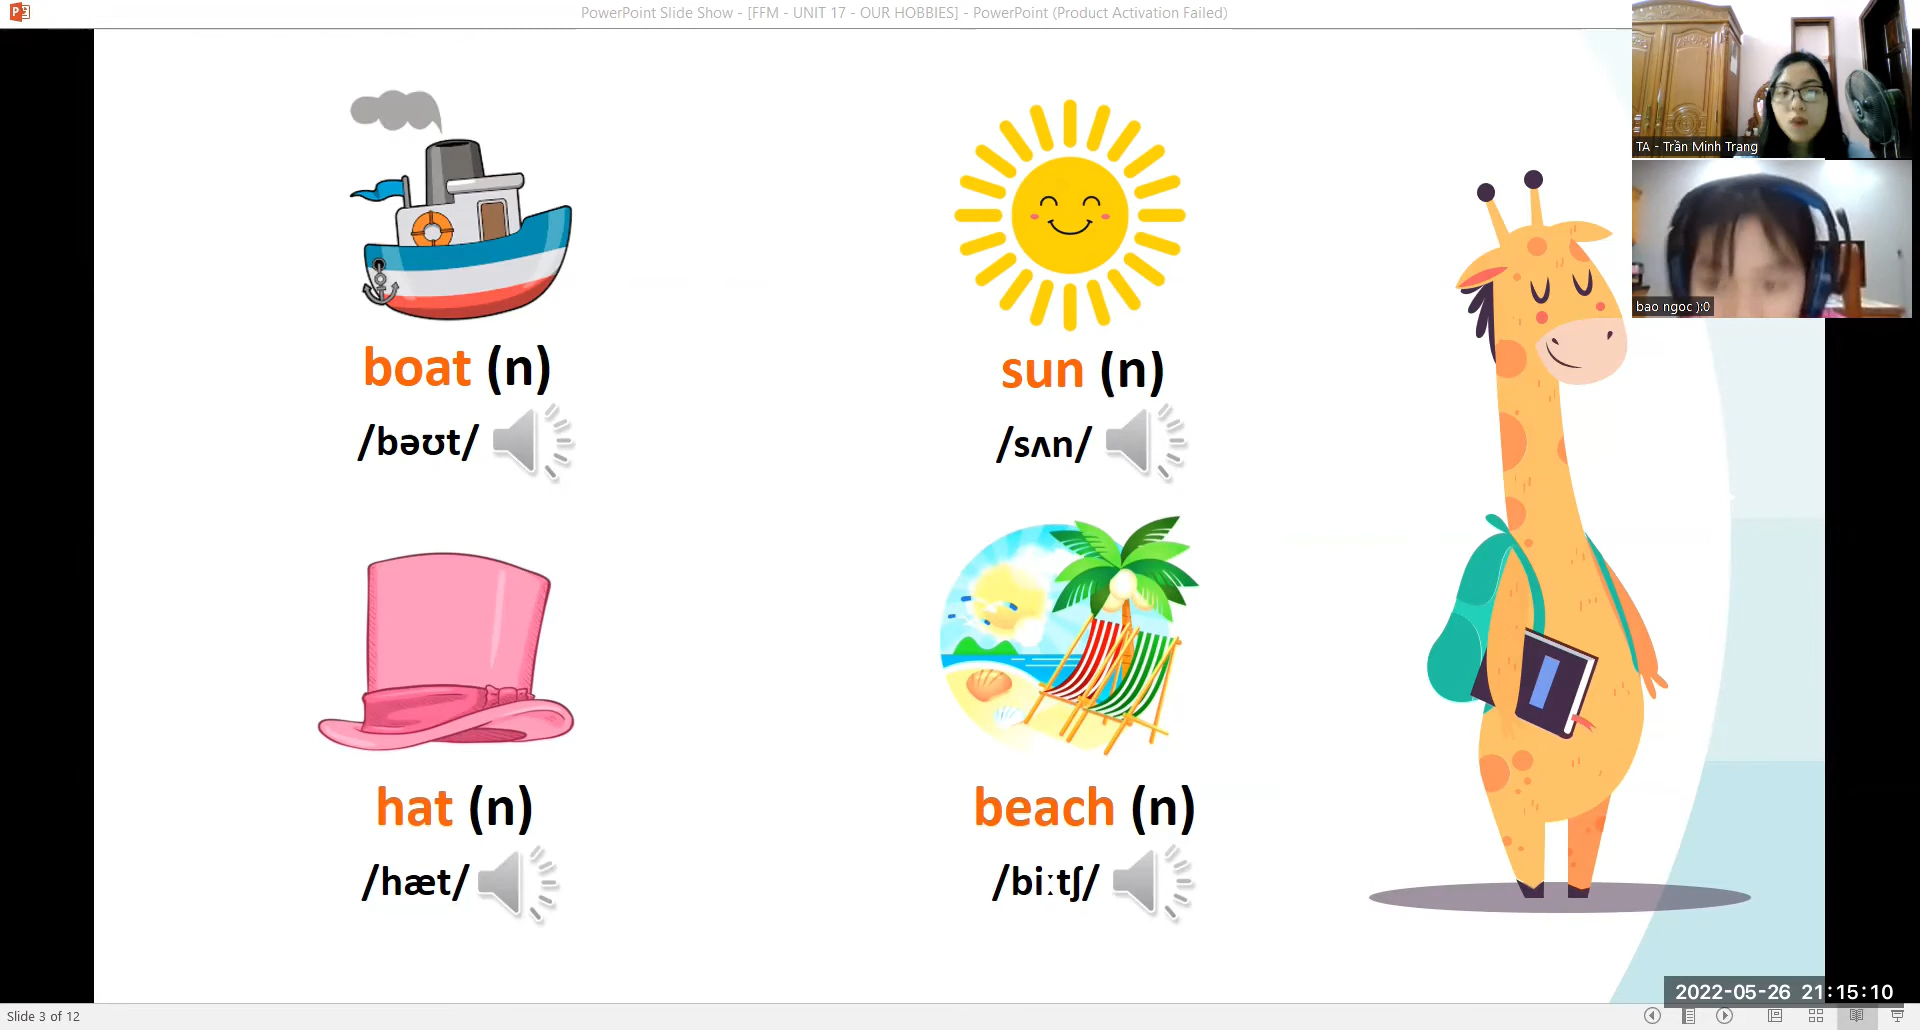 PowerPoint Slide Show - [FFM - UNIT 17 - OUR HOBBIES] - PowerPoint (Product Activation Failed)
TA - Trần Minh Trang
bao ngoc ):0
boat (n)
/bəʊt/
sun (n)
/sʌn/
hat (n)
/hæt/
beach (n)
/biːtʃ/
2022-05-26 21:15:10
Slide 3 of 12